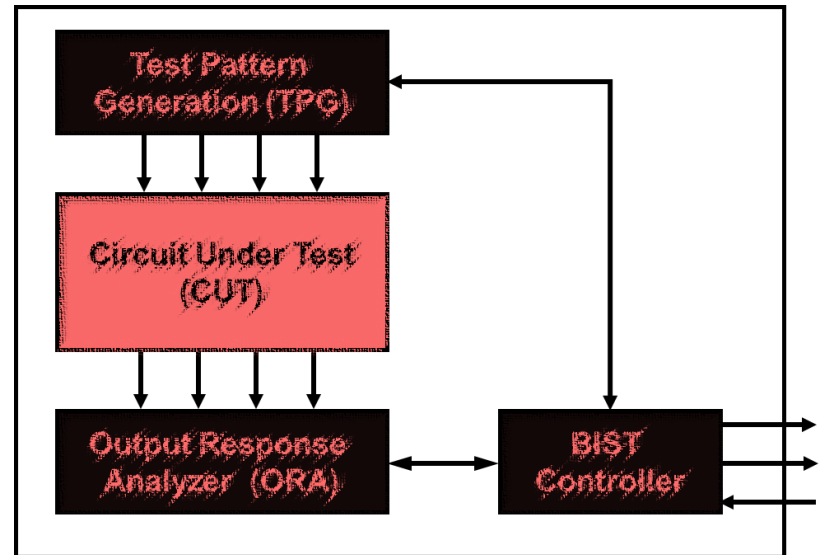 Test Pattern
Generation (TPG)
Circuit Under Test
(CUT)
Output Response
Analyzer (ORA)
BIST
Controller